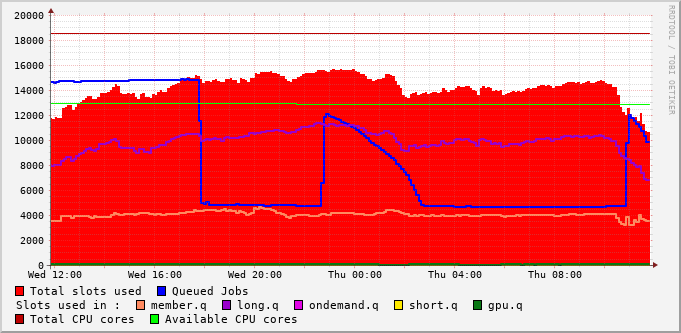 20000
18000
16000
14000
12000
10000
8000
6000
4000
2000
0
Wed 12:00 Wed 16:00 Wed 20:00 Thu 00:00 Thu 04:00 Thu 08:00
RRDTOOL / TOBI OETIKER
Total slots used Queued Jobs
Slots used in : member.q long.q ondemand.q short.q gpu.q
Total CPU cores Available CPU cores